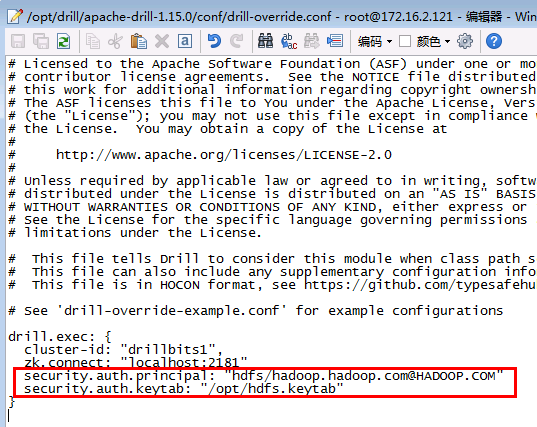 /opt/drill/apache-drill-1.15.0/conf/drill-override.conf - root@172.16.2.121 - 编辑器 - Win
编码 颜色
# Licensed to the Apache Software Foundation (ASF) under one or mo
# contributor license agreements.  See the NOTICE file distributed
# this work for additional information regarding copyright ownersh
# The ASF licenses this file to You under the Apache License, Vers
# (the "License"); you may not use this file except in compliance w
# the License.  You may obtain a copy of the License at
#
#     http://www.apache.org/licenses/LICENSE-2.0
#
# Unless required by applicable law or agreed to in writing, softw
# distributed under the License is distributed on an "AS IS" BASIS
# WITHOUT WARRANTIES OR CONDITIONS OF ANY KIND, either express or
# See the License for the specific language governing permissions
# limitations under the License.
#  This file tells Drill to consider this module when class path s
#  This file can also include any supplementary configuration info
#  This file is in HOCON format, see https://github.com/typesafehu
# See 'drill-override-example.conf' for example configurations
drill.exec: {
  cluster-id: "drillbits1",
  zk.connect: "localhost:2181"
  security.auth.principal: "hdfs/hadoop.hadoop.com@HADOOP.COM"
  security.auth.keytab: "/opt/hdfs.keytab"
}